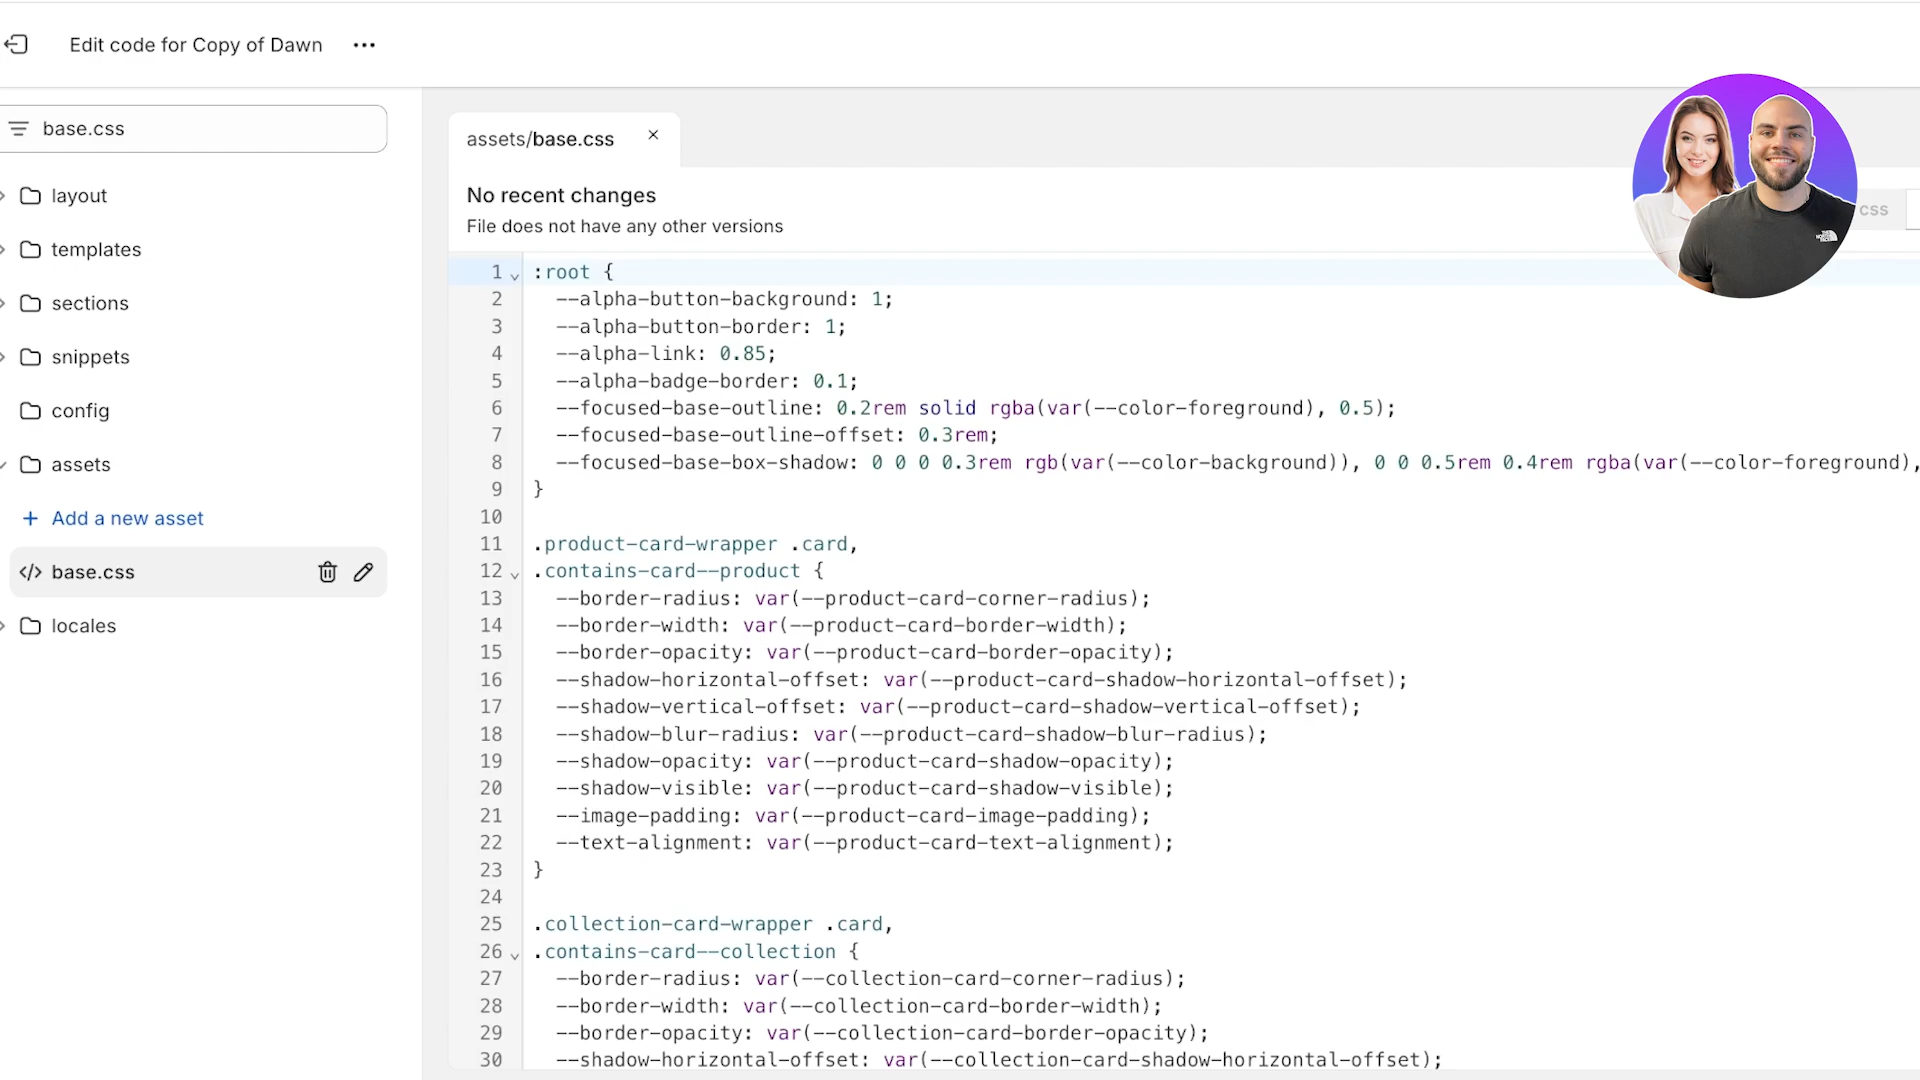 Edit code for Copy of Dawn
base.css
layout
templates
sections
snippets
config
assets
+ Add a new asset
</> base.css
locales
assets/base.css
No recent changes
File does not have any other versions
css
1 :root {
2 --alpha-button-background: 1;
3 --alpha-button-border: 1;
4 --alpha-link: 0.85;
5 --alpha-badge-border: 0.1;
6 --focused-base-outline: 0.2rem solid rgba(var(--color-foreground), 0.5);
7 --focused-base-outline-offset: 0.3rem;
8 --focused-base-box-shadow: 0 0 0 0.3rem rgb(var(--color-background)), 0 0 0.5rem 0.4rem rgba(var(--color-foreground),
9 }
10
11 .product-card-wrapper .card,
12 .contains-card--product {
13 --border-radius: var(--product-card-corner-radius);
14 --border-width: var(--product-card-border-width);
15 --border-opacity: var(--product-card-border-opacity);
16 --shadow-horizontal-offset: var(--product-card-shadow-horizontal-offset);
17 --shadow-vertical-offset: var(--product-card-shadow-vertical-offset);
18 --shadow-blur-radius: var(--product-card-shadow-blur-radius);
19 --shadow-opacity: var(--product-card-shadow-opacity);
20 --shadow-visible: var(--product-card-shadow-visible);
21 --image-padding: var(--product-card-image-padding);
22 --text-alignment: var(--product-card-text-alignment);
23 }
24
25 .collection-card-wrapper .card,
26 .contains-card--collection {
27 --border-radius: var(--collection-card-corner-radius);
28 --border-width: var(--collection-card-border-width);
29 --border-opacity: var(--collection-card-border-opacity);
30 --shadow-horizontal-offset: var(--collection-card-shadow-horizontal-offset);